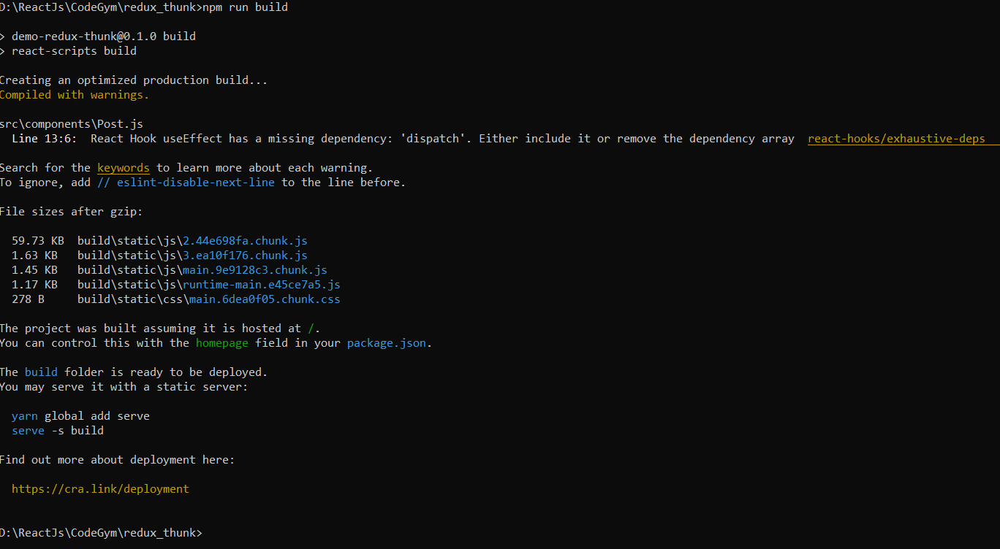 D:\ReactJs\CodeGym\redux_thunk>npm run build
> demo-redux-thunk@0.1.0 build
> react-scripts build
Creating an optimized production build...
Compiled with warnings.
src\components\Post.js
Line 13:6:  React Hook useEffect has a missing dependency: 'dispatch'. Either include it or remove the dependency array  react-hooks/exhaustive-deps
Search for the keywords to learn more about each warning.
To ignore, add // eslint-disable-next-line to the line before.
File sizes after gzip:
59.73 KB  build\static\js\2.44e698fa.chunk.js
1.63 KB   build\static\js\3.ea10f176.chunk.js
1.45 KB   build\static\js\main.9e9128c3.chunk.js
1.17 KB   build\static\js\runtime-main.e45ce7a5.js
278 B     build\static\css\main.6dea0f05.chunk.css
The project was built assuming it is hosted at /.
You can control this with the homepage field in your package.json.
The build folder is ready to be deployed.
You may serve it with a static server:
yarn global add serve
serve -s build
Find out more about deployment here:
https://cra.link/deployment
D:\ReactJs\CodeGym\redux_thunk>